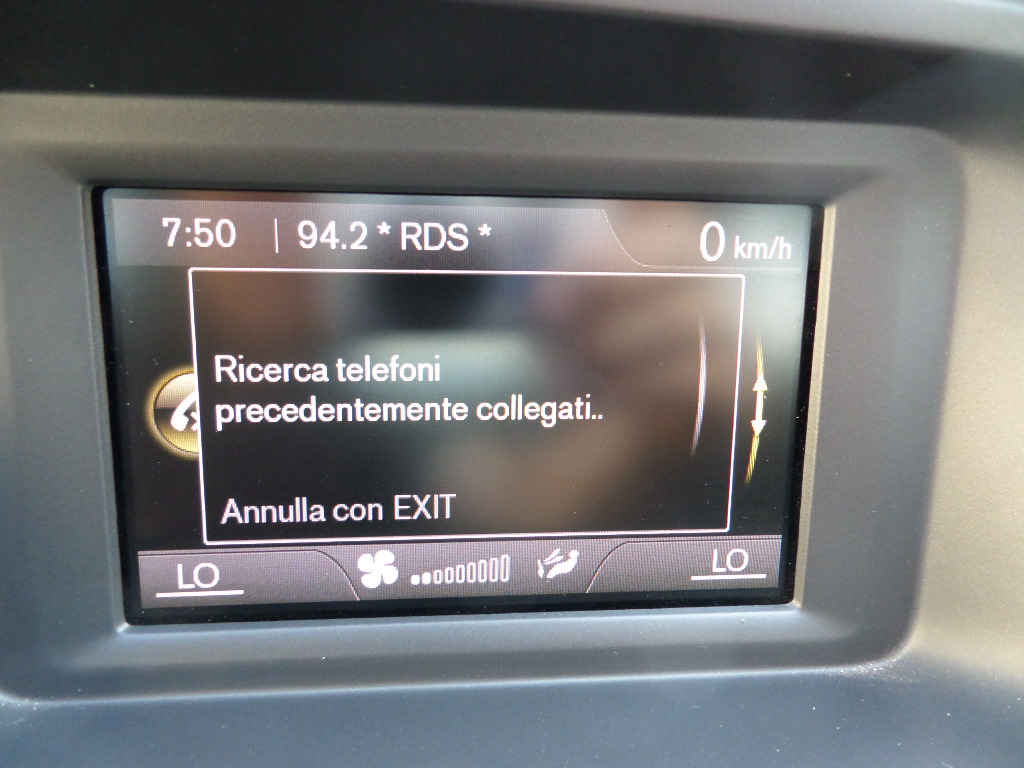 7:50 | 94.2 * RDS * 0 km/h
Ricerca telefoni
precedentemente collegati..
Annulla con EXIT
LO LO